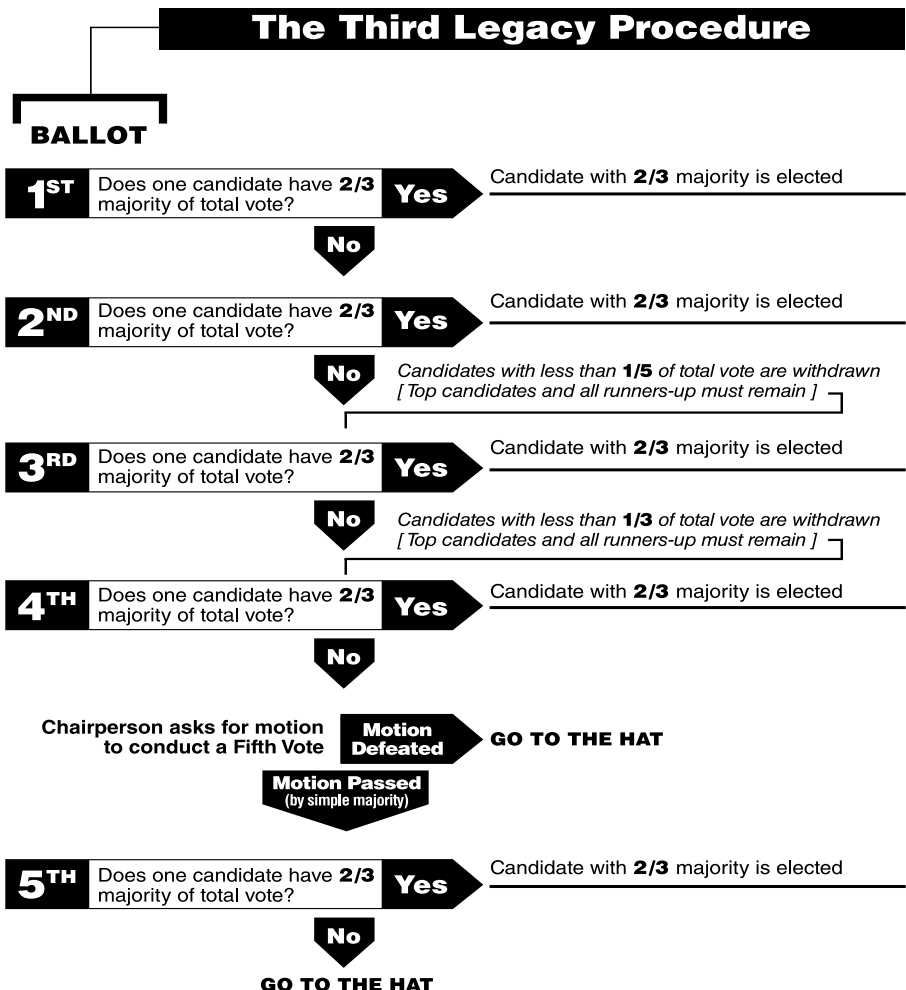 The Third Legacy Procedure
BALLOT
1ST
Does one candidate have 2/3
majority of total vote?
Yes
Candidate with 2/3 majority is elected
No
2ND
Does one candidate have 2/3
majority of total vote?
Yes
Candidate with 2/3 majority is elected
No
Candidates with less than 1/5 of total vote are withdrawn
[ Top candidates and all runners-up must remain ]
3RD
Does one candidate have 2/3
majority of total vote?
Yes
Candidate with 2/3 majority is elected
No
Candidates with less than 1/3 of total vote are withdrawn
[ Top candidates and all runners-up must remain ]
4TH
Does one candidate have 2/3
majority of total vote?
Yes
Candidate with 2/3 majority is elected
No
Chairperson asks for motion
to conduct a Fifth Vote
Motion
Defeated
GO TO THE HAT
Motion Passed
(by simple majority)
5TH
Does one candidate have 2/3
majority of total vote?
Yes
Candidate with 2/3 majority is elected
No
GO TO THE HAT